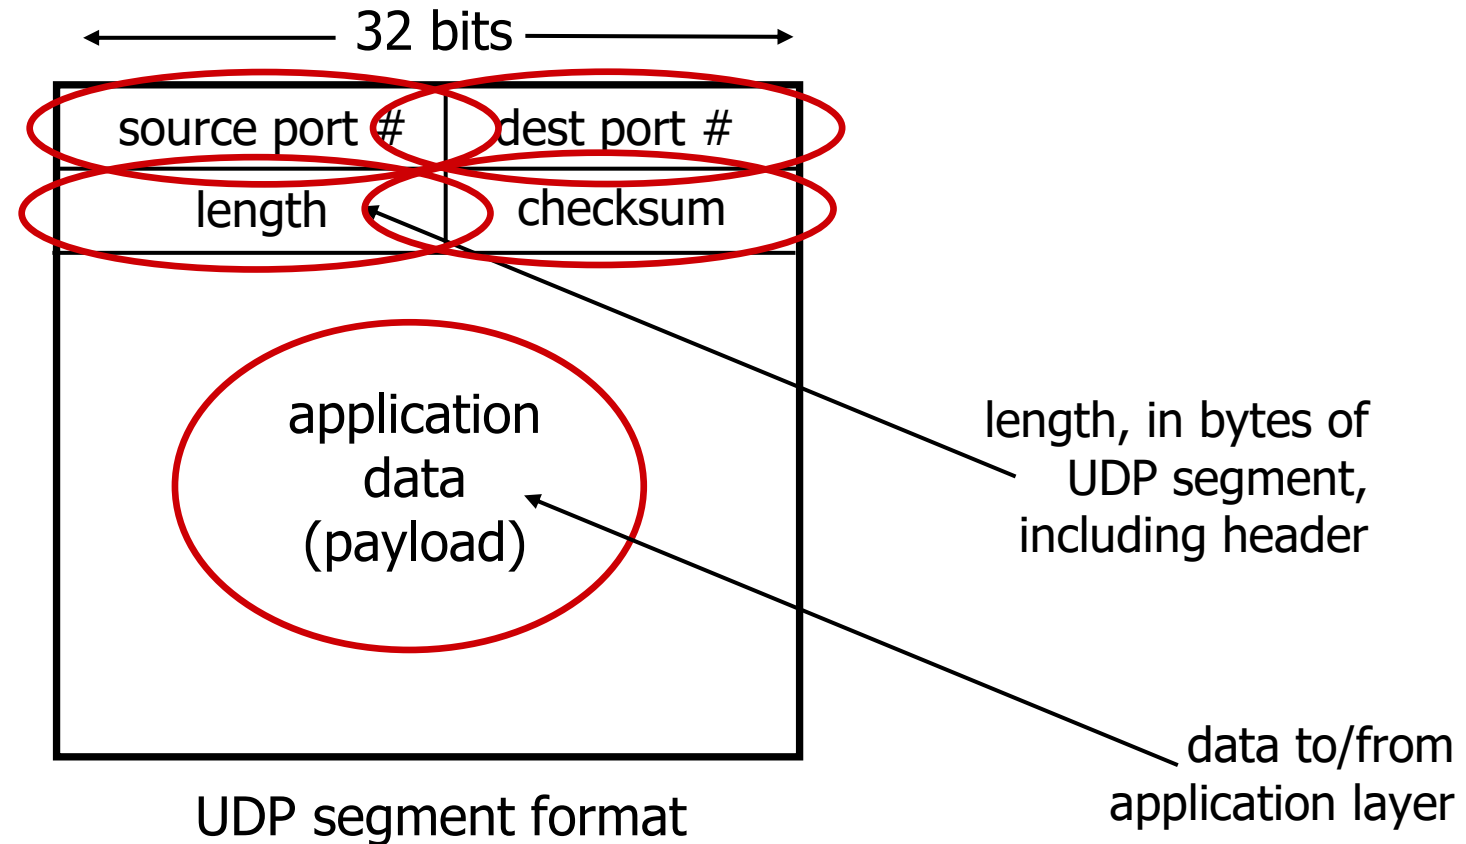 32 bits
source port # dest port #
length checksum
application
data
(payload)
length, in bytes of
UDP segment,
including header
data to/from
application layer
UDP segment format